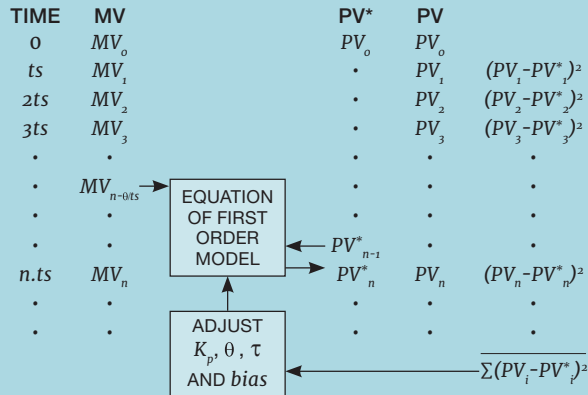 TIME MV PV* PV
0 MV₀ PV₀ PV₀
ts MV₁ • PV₁ (PV₁-PV*₁)²
2ts MV₂ • PV₂ (PV₂-PV*₂)²
3ts MV₃ • PV₃ (PV₃-PV*₃)²
• • • • •
• MVₙ₋θ/ts • • •
EQUATION
OF FIRST
ORDER
MODEL
• PV*ₙ₋₁ • •
n.ts MVₙ PV*ₙ PVₙ (PVₙ-PV*ₙ)²
• • • • •
• • • •
ADJUST
Kₚ, θ, τ
AND bias
Σ(PVᵢ-PV*ᵢ)²